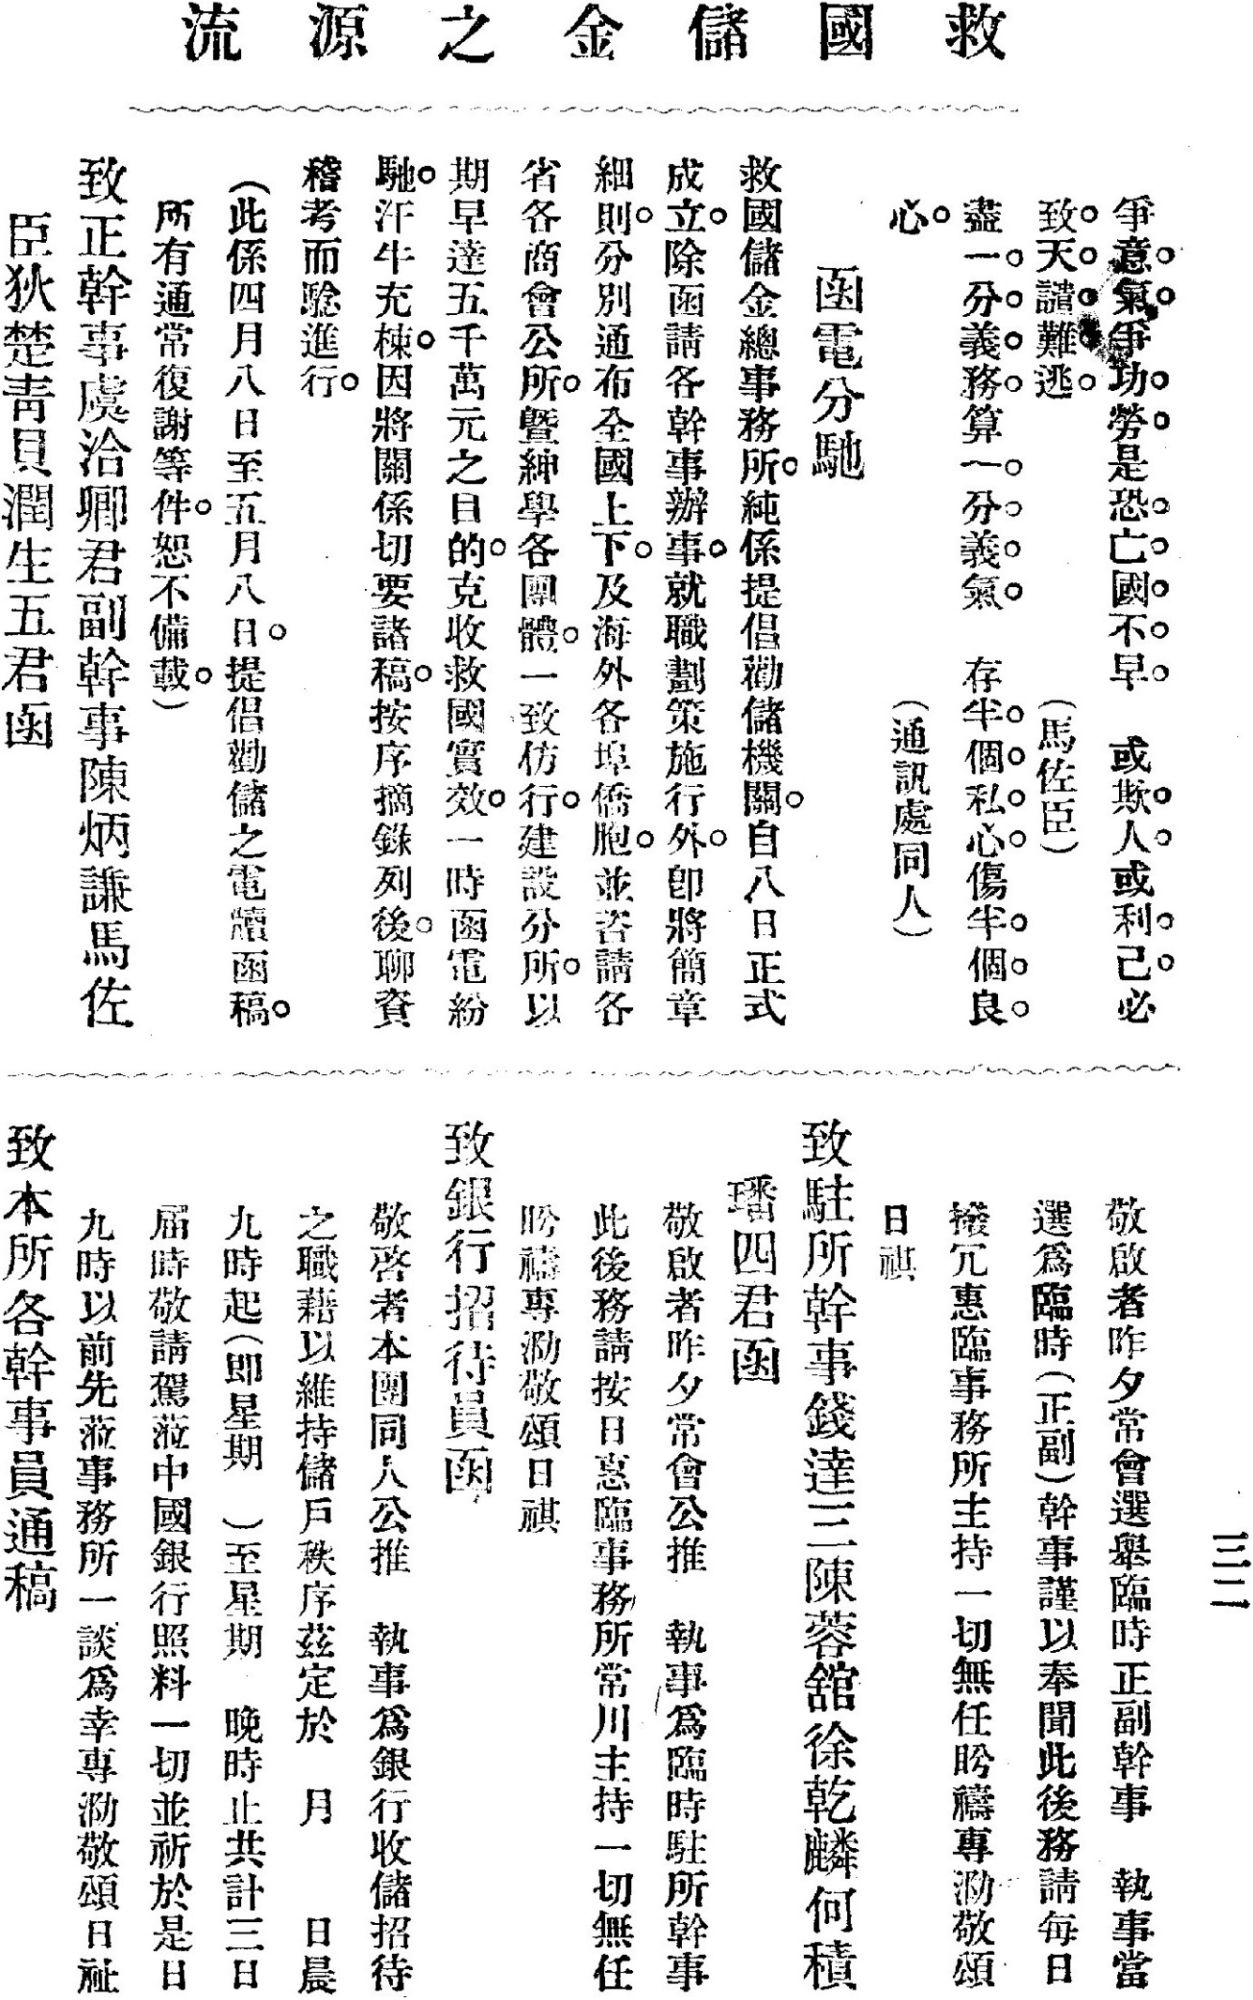 救國儲金之源流
爭意氣爭功勞是恐亡國不早　或欺人或利己必
致天譴難逃　（馬佐臣）
盡一分義務算一分義氣　存半個私心傷半個良
心　（通訊處同人）
函電分馳
救國儲金總事務所純係提倡勸儲機關自八日正式
成立除函請各幹事辦事就職劃策施行外卽將簡章
細則分別通布全國上下及海外各埠僑胞並咨請各
省各商會公所曁紳學各團體一致仿行建設分所以
期早達五千萬元之目的克收救國實效一時函電紛
馳汗牛充棟因將關係切要諸稿按序摘錄列後聊資
稽考而騐進行
（此係四月八日至五月八日提倡勸儲之電牘函稿
所有通常復謝等件恕不備載）
致正幹事虞洽卿君副幹事陳炳謙馬佐
臣狄楚靑貝潤生五君函
敬啟者昨夕常會選舉臨時正副幹事　執事當
選爲臨時（正副）幹事謹以奉聞此後務請每日
撥冗惠臨事務所主持一切無任盻禱專泐敬頌
日祺
致駐所幹事錢達三陳蓉舘徐乾麟何積
璠四君函
敬啟者昨夕常會公推　執事爲臨時駐所幹事
此後務請按日惠臨事務所常川主持一切無任
盻禱專泐敬頌日祺
致銀行招待員函
敬啓者本團同人公推　執事爲銀行收儲招待
之職藉以維持儲戶秩序茲定於　月　日晨
九時起（即星期　）至星期　晚時止共計三日
屆時敬請駕蒞中國銀行照料一切並祈於是日
九時以前先蒞事務所一談爲幸專泐敬頌日祉
致本所各幹事員通稿
三二